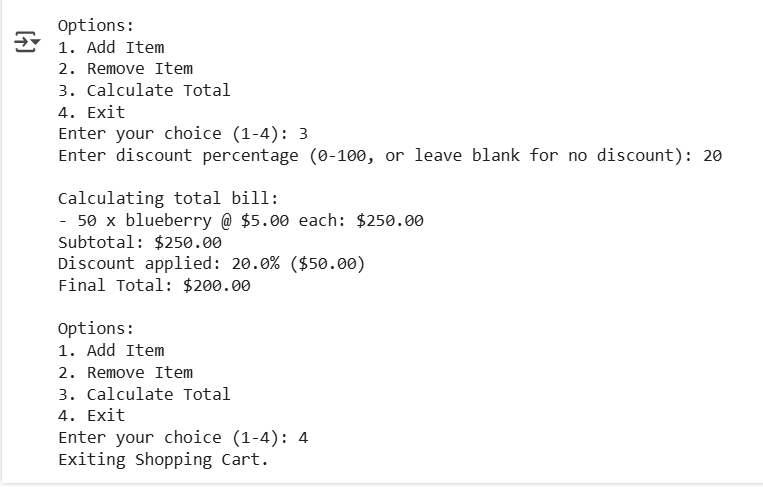 Options:
1. Add Item
2. Remove Item
3. Calculate Total
4. Exit
Enter your choice (1-4): 3
Enter discount percentage (0-100, or leave blank for no discount): 20
Calculating total bill:
- 50 x blueberry @ $5.00 each: $250.00
Subtotal: $250.00
Discount applied: 20.0% ($50.00)
Final Total: $200.00
Options:
1. Add Item
2. Remove Item
3. Calculate Total
4. Exit
Enter your choice (1-4): 4
Exiting Shopping Cart.